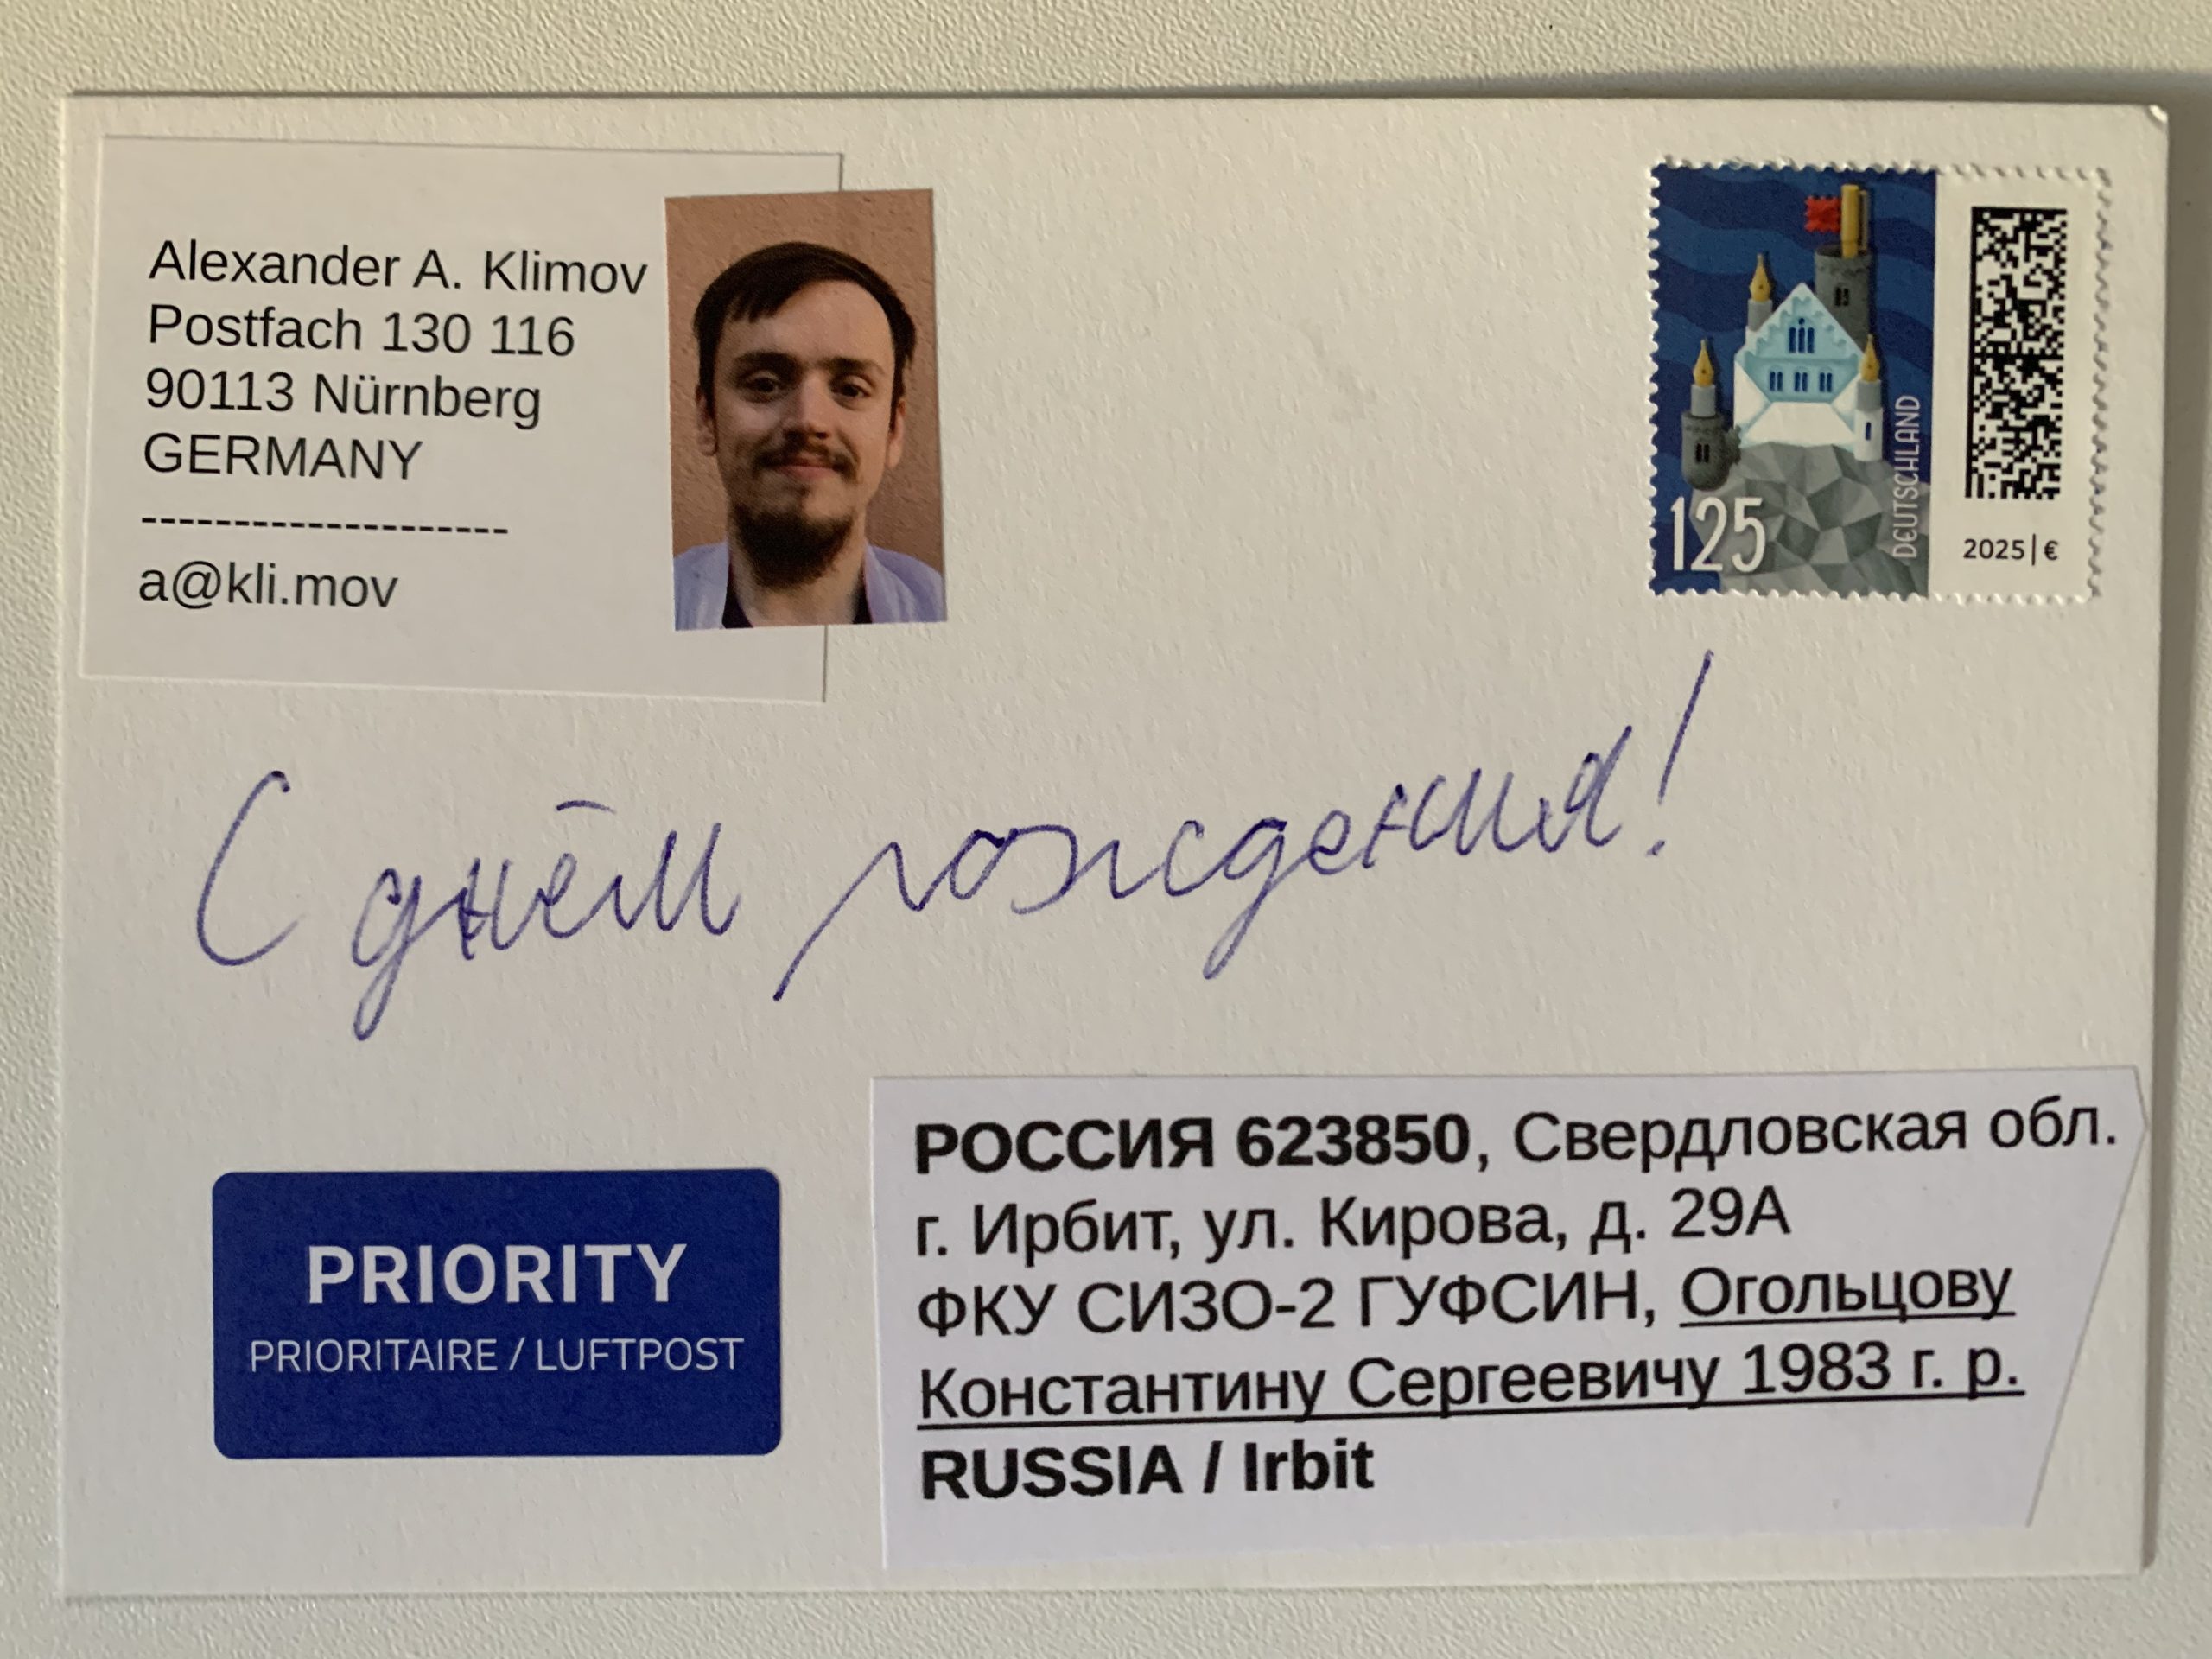 Alexander A. Klimov
Postfach 130 116
90113 Nürnberg
GERMANY
--------------------
a@kli.mov
125
DEUTSCHLAND
2025|€
С днём рождения!
PRIORITY
PRIORITAIRE / LUFTPOST
РОССИЯ 623850, Свердловская обл.
г. Ирбит, ул. Кирова, д. 29А
ФКУ СИЗО-2 ГУФСИН, Огольцову
Константину Сергеевичу 1983 г. р.
RUSSIA / Irbit